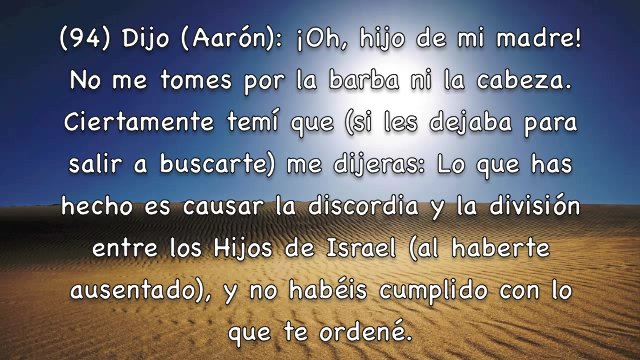 (94) Dijo (Aarón): ¡Oh, hijo de mi madre!
No me tomes por la barba ni la cabeza.
Ciertamente temí que (si les dejaba para
salir a buscarte) me dijeras: Lo que has
hecho es causar la discordia y la división
entre los Hijos de Israel (al haberte
ausentado), y no habéis cumplido con lo
que te ordené.